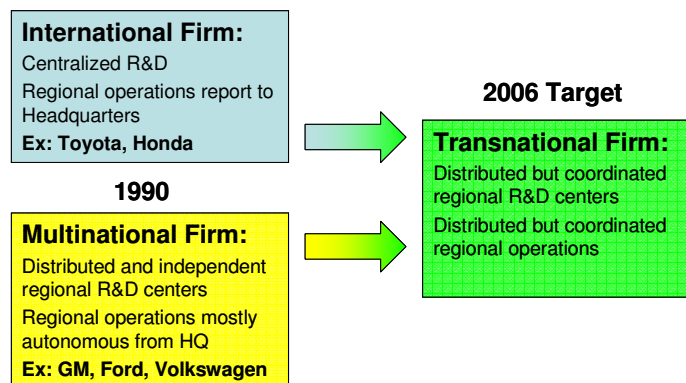 International Firm:
Centralized R&D
Regional operations report to
Headquarters
Ex: Toyota, Honda
1990
Multinational Firm:
Distributed and independent
regional R&D centers
Regional operations mostly
autonomous from HQ
Ex: GM, Ford, Volkswagen
2006 Target
Transnational Firm:
Distributed but coordinated
regional R&D centers
Distributed but coordinated
regional operations